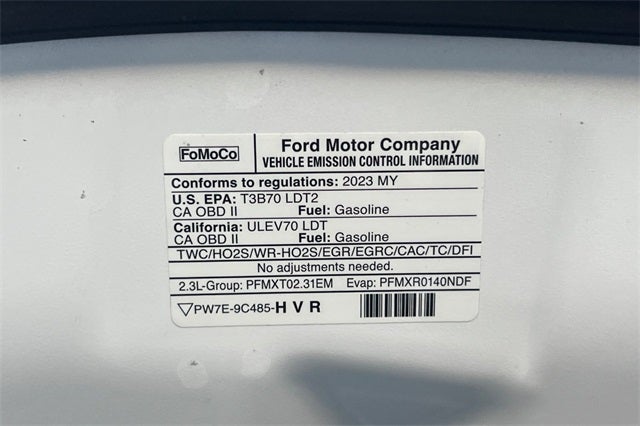 FoMoCo
Ford Motor Company
VEHICLE EMISSION CONTROL INFORMATION
Conforms to regulations: 2023 MY
U.S. EPA: T3B70 LDT2
CA OBD II Fuel: Gasoline
California: ULEV70 LDT
CA OBD II Fuel: Gasoline
TWC/HO2S/WR-HO2S/EGR/EGRC/CAC/TC/DFI
No adjustments needed.
2.3L-Group: PFMXT02.31EM Evap: PFMXR0140NDF
PW7E-9C485-HVR